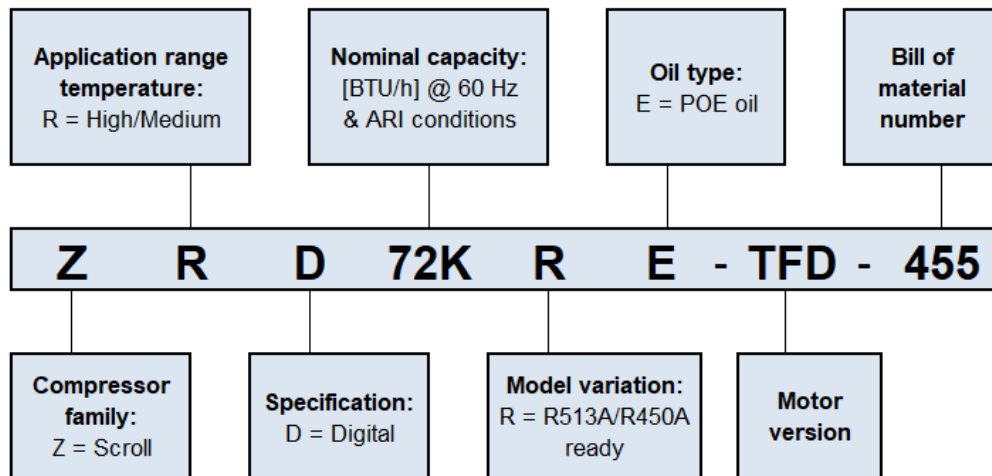 Application range
temperature:
R = High/Medium
Nominal capacity:
[BTU/h] @ 60 Hz
& ARI conditions
Oil type:
E = POE oil
Bill of
material
number
Z R D 72K R E - TFD - 455
Compressor
family:
Z = Scroll
Specification:
D = Digital
Model variation:
R = R513A/R450A
ready
Motor
version